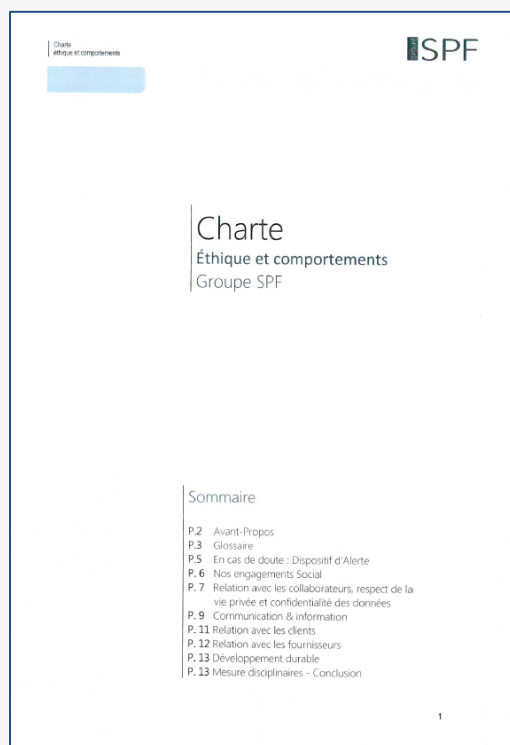 Charte
éthique et comportements
GROUPE SPF
Charte
Éthique et comportements
Groupe SPF
Sommaire
P.2 Avant-Propos
P.3 Glossaire
P.5 En cas de doute : Dispositif d'Alerte
P. 6 Nos engagements Social
P. 7 Relation avec les collaborateurs, respect de la
vie privée et confidentialité des données
P. 9 Communication & information
P. 11 Relation avec les clients
P. 12 Relation avec les fournisseurs
P. 13 Développement durable
P. 13 Mesure disciplinaires - Conclusion
1